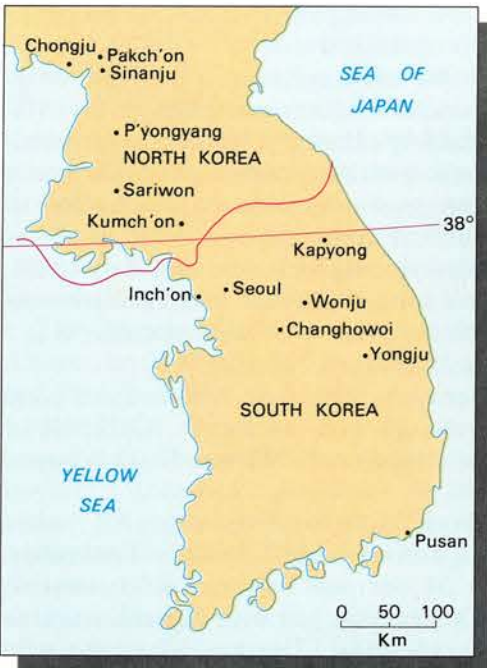 Chongju
Pakch'on
Sinanju
SEA OF
JAPAN
P'yongyang
NORTH KOREA
Sariwon
Kumch'on
38°
Kapyong
Inch'on
Seoul
Wonju
Changhowoi
Yongju
SOUTH KOREA
YELLOW
SEA
Pusan
0 50 100
Km